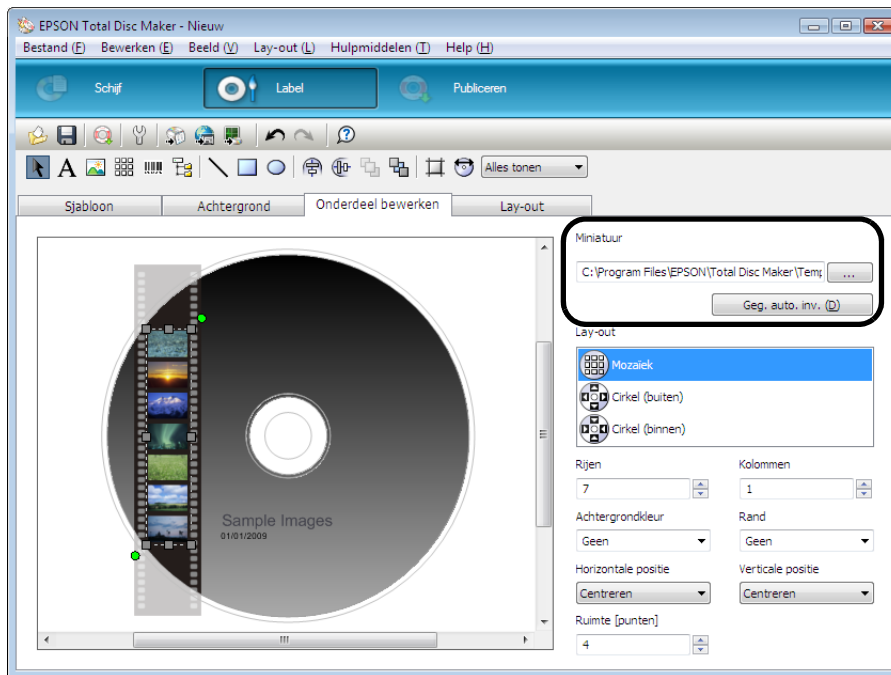 EPSON Total Disc Maker - Nieuw
Bestand (F) Bewerken (E) Beeld (V) Lay-out (L) Hulpmiddelen (T) Help (H)
Schijf Label Publiceren
Alles tonen
Sjabloon Achtergrond Onderdeel bewerken Lay-out
Miniatuur
C:\Program Files\EPSON\Total Disc Maker\Temp ...
Geg. auto. inv. (D)
Lay-out
Mozaïek
Cirkel (buiten)
Cirkel (binnen)
Rijen Kolommen
7 1
Achtergrondkleur Rand
Geen Geen
Horizontale positie Verticale positie
Centreren Centreren
Ruimte [punten]
4
Sample Images
01/01/2009